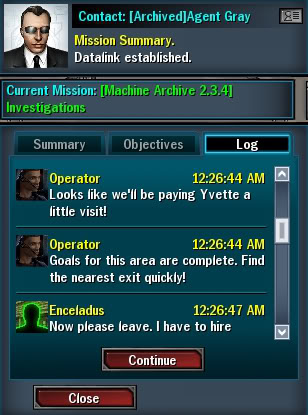 Contact: [Archived]Agent Gray
Mission Summary.
Datalink established.
Current Mission: [Machine Archive 2.3.4]
Investigations
Summary
Objectives
Log
Operator 12:26:44 AM
Looks like we'll be paying Yvette a
little visit!
Operator 12:26:44 AM
Goals for this area are complete. Find
the nearest exit quickly!
Enceladus 12:26:47 AM
Now please leave. I have to hire
Continue
Close